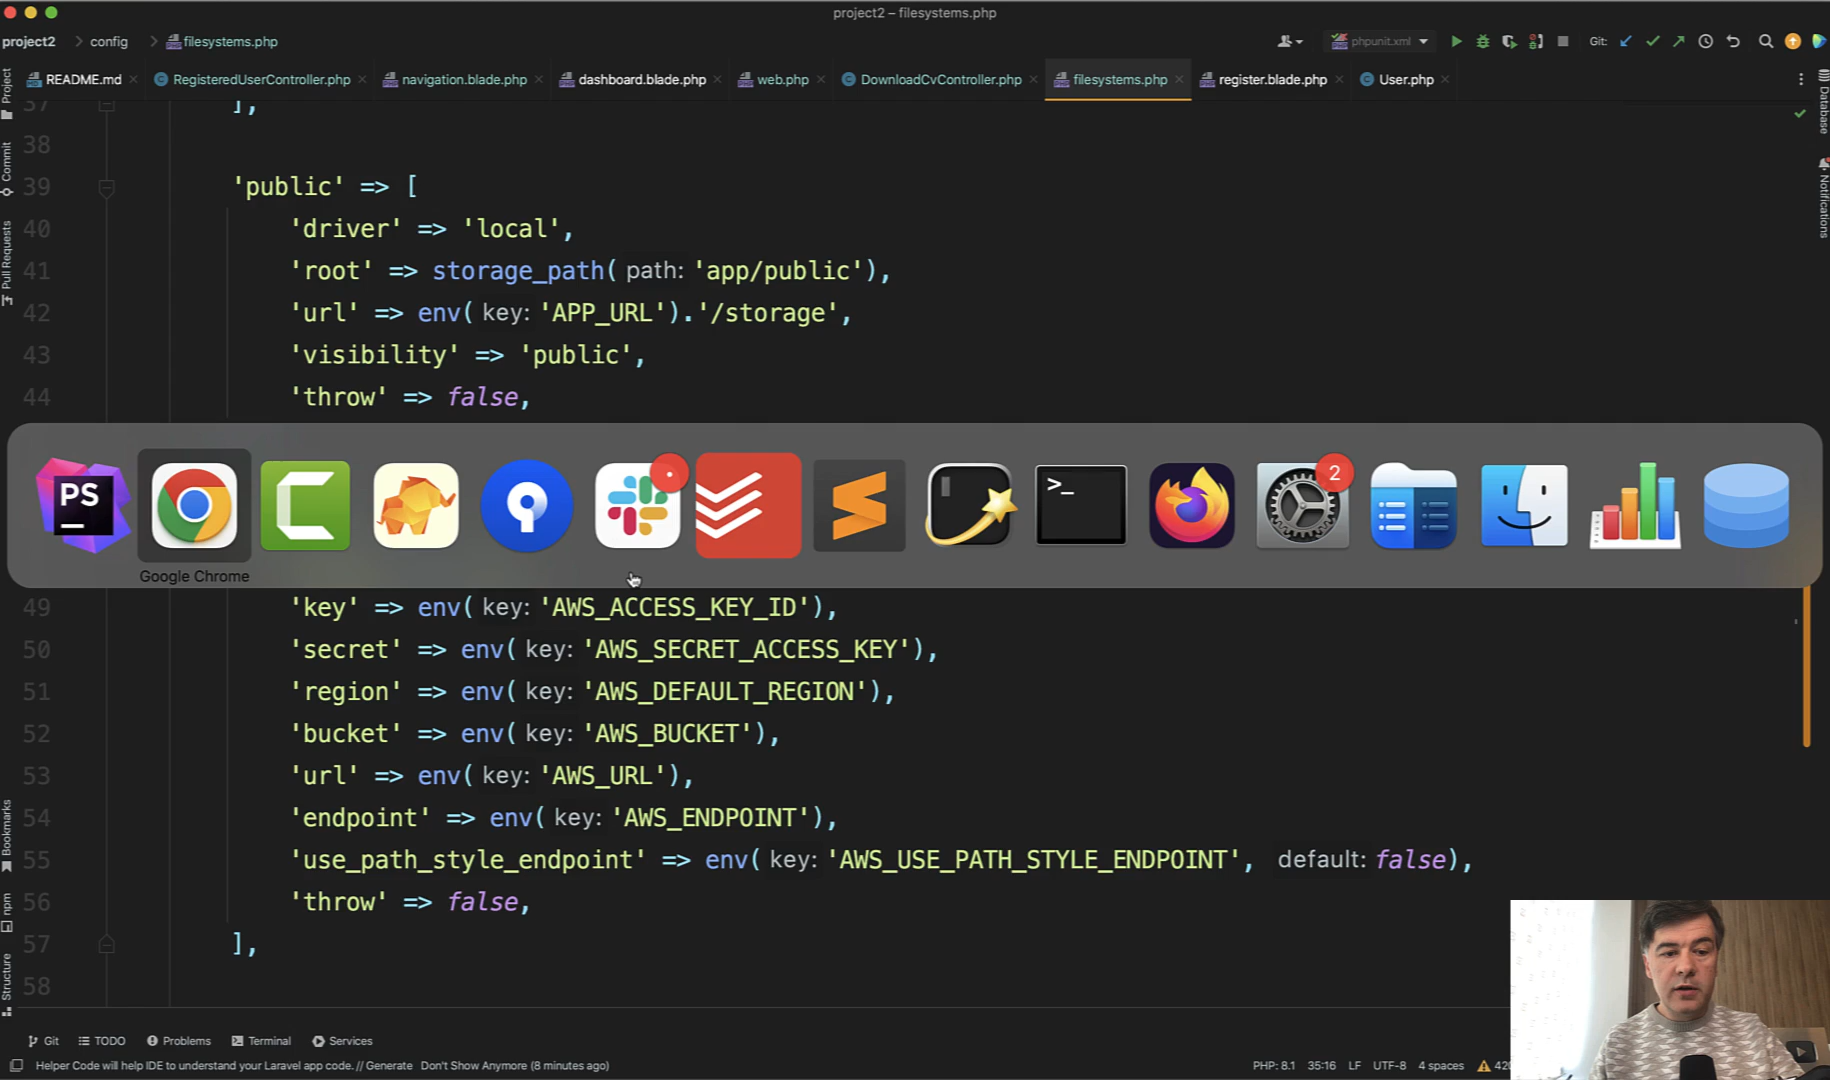 project2 – filesystems.php
project2 > config > filesystems.php
phpunit.xml
Git:
README.md
RegisteredUserController.php
navigation.blade.php
dashboard.blade.php
web.php
DownloadCvController.php
filesystems.php
register.blade.php
User.php
Project
Commit
Pull Requests
Bookmarks
npm
Structure
Database
Notifications
37 ],
38
39 'public' => [
40 'driver' => 'local',
41 'root' => storage_path( path: 'app/public'),
42 'url' => env( key: 'APP_URL').'/storage',
43 'visibility' => 'public',
44 'throw' => false,
PS
>_
2
Google Chrome
49 'key' => env( key: 'AWS_ACCESS_KEY_ID'),
50 'secret' => env( key: 'AWS_SECRET_ACCESS_KEY'),
51 'region' => env( key: 'AWS_DEFAULT_REGION'),
52 'bucket' => env( key: 'AWS_BUCKET'),
53 'url' => env( key: 'AWS_URL'),
54 'endpoint' => env( key: 'AWS_ENDPOINT'),
55 'use_path_style_endpoint' => env( key: 'AWS_USE_PATH_STYLE_ENDPOINT', default: false),
56 'throw' => false,
57 ],
58
Git
TODO
Problems
Terminal
Services
Helper Code will help IDE to understand your Laravel app code. // Generate Don't Show Anymore (8 minutes ago)
PHP: 8.1 35:16 LF UTF-8 4 spaces